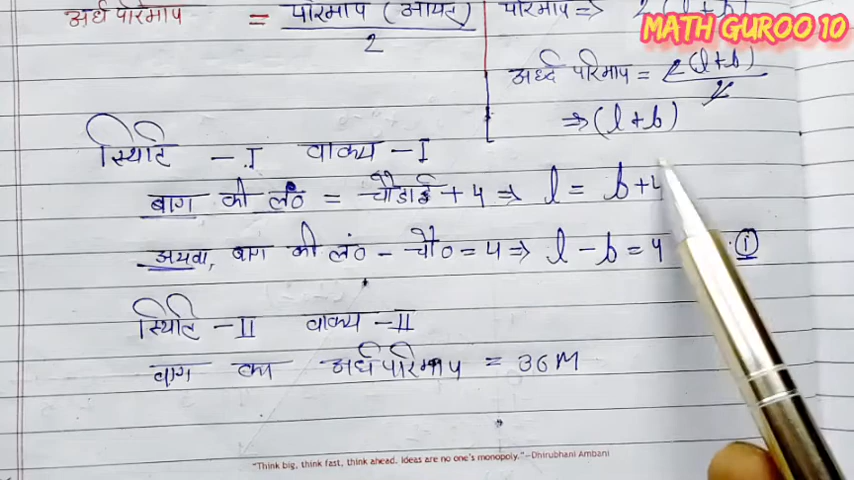 अर्ध परिमाप = परिमाप (आयत) / 2
परिमाप => 2(l+b)
MATH GUROO 10
अर्ध्द परिमाप = 2(l+b) / 2
=> (l+b)
स्थिति - I वाक्य - I
बाग की लं० = चौडाई + 4 => l = b+4
अथवा, बाग की लं० - चौ० = 4 => l - b = 4 (i)
स्थिति - II वाक्य - II
बाग का अर्धपरिमाप = 36M
"Think big, think fast, think ahead. Ideas are no one's monopoly."-Dhirubhani Ambani